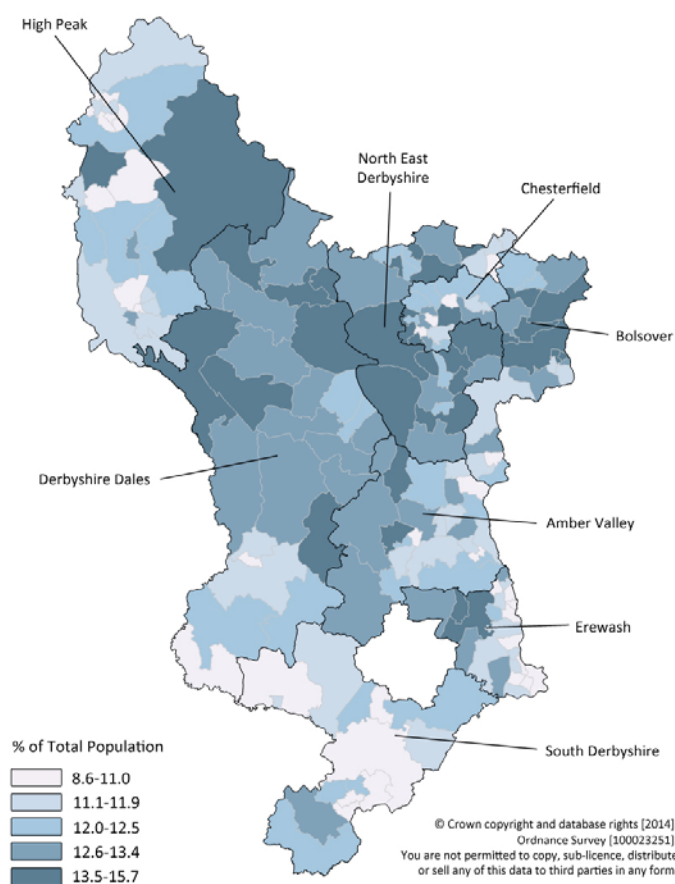 High Peak
North East
Derbyshire
Chesterfield
Bolsover
Derbyshire Dales
Amber Valley
Erewash
South Derbyshire
% of Total Population
8.6-11.0
11.1-11.9
12.0-12.5
12.6-13.4
13.5-15.7
© Crown copyright and database rights [2014]
Ordnance Survey [100023251]
You are not permitted to copy, sub-licence, distribute
or sell any of this data to third parties in any form